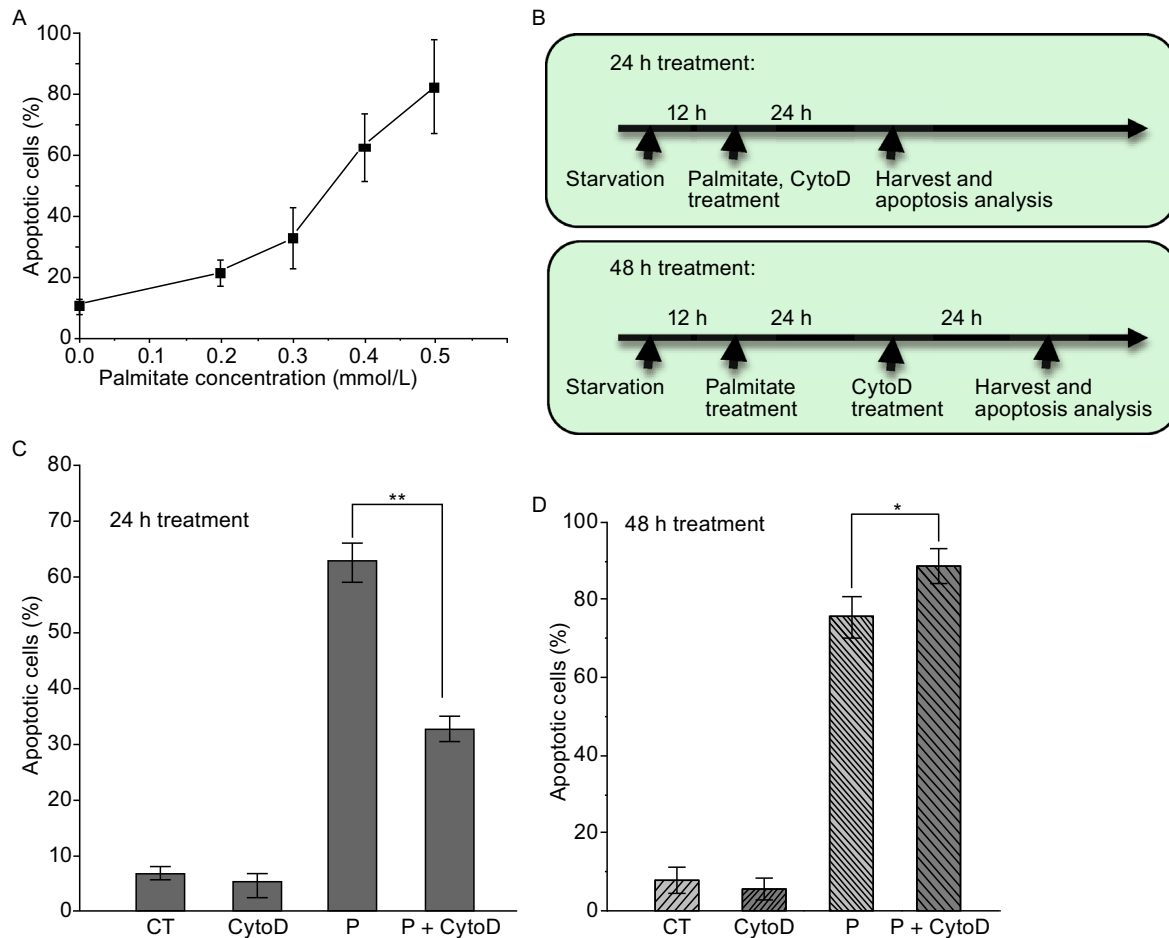 A
Apoptotic cells (%)
100
80
60
40
20
0
0.0
0.1
0.2
0.3
0.4
0.5
Palmitate concentration (mmol/L)
B
24 h treatment:
12 h
24 h
Starvation
Palmitate, CytoD
treatment
Harvest and
apoptosis analysis
48 h treatment:
12 h
24 h
24 h
Starvation
Palmitate
treatment
CytoD
treatment
Harvest and
apoptosis analysis
C
Apoptotic cells (%)
80
70
60
50
40
30
20
10
0
24 h treatment
**
CT
CytoD
P
P + CytoD
D
Apoptotic cells (%)
100
80
60
40
20
0
48 h treatment
*
CT
CytoD
P
P + CytoD